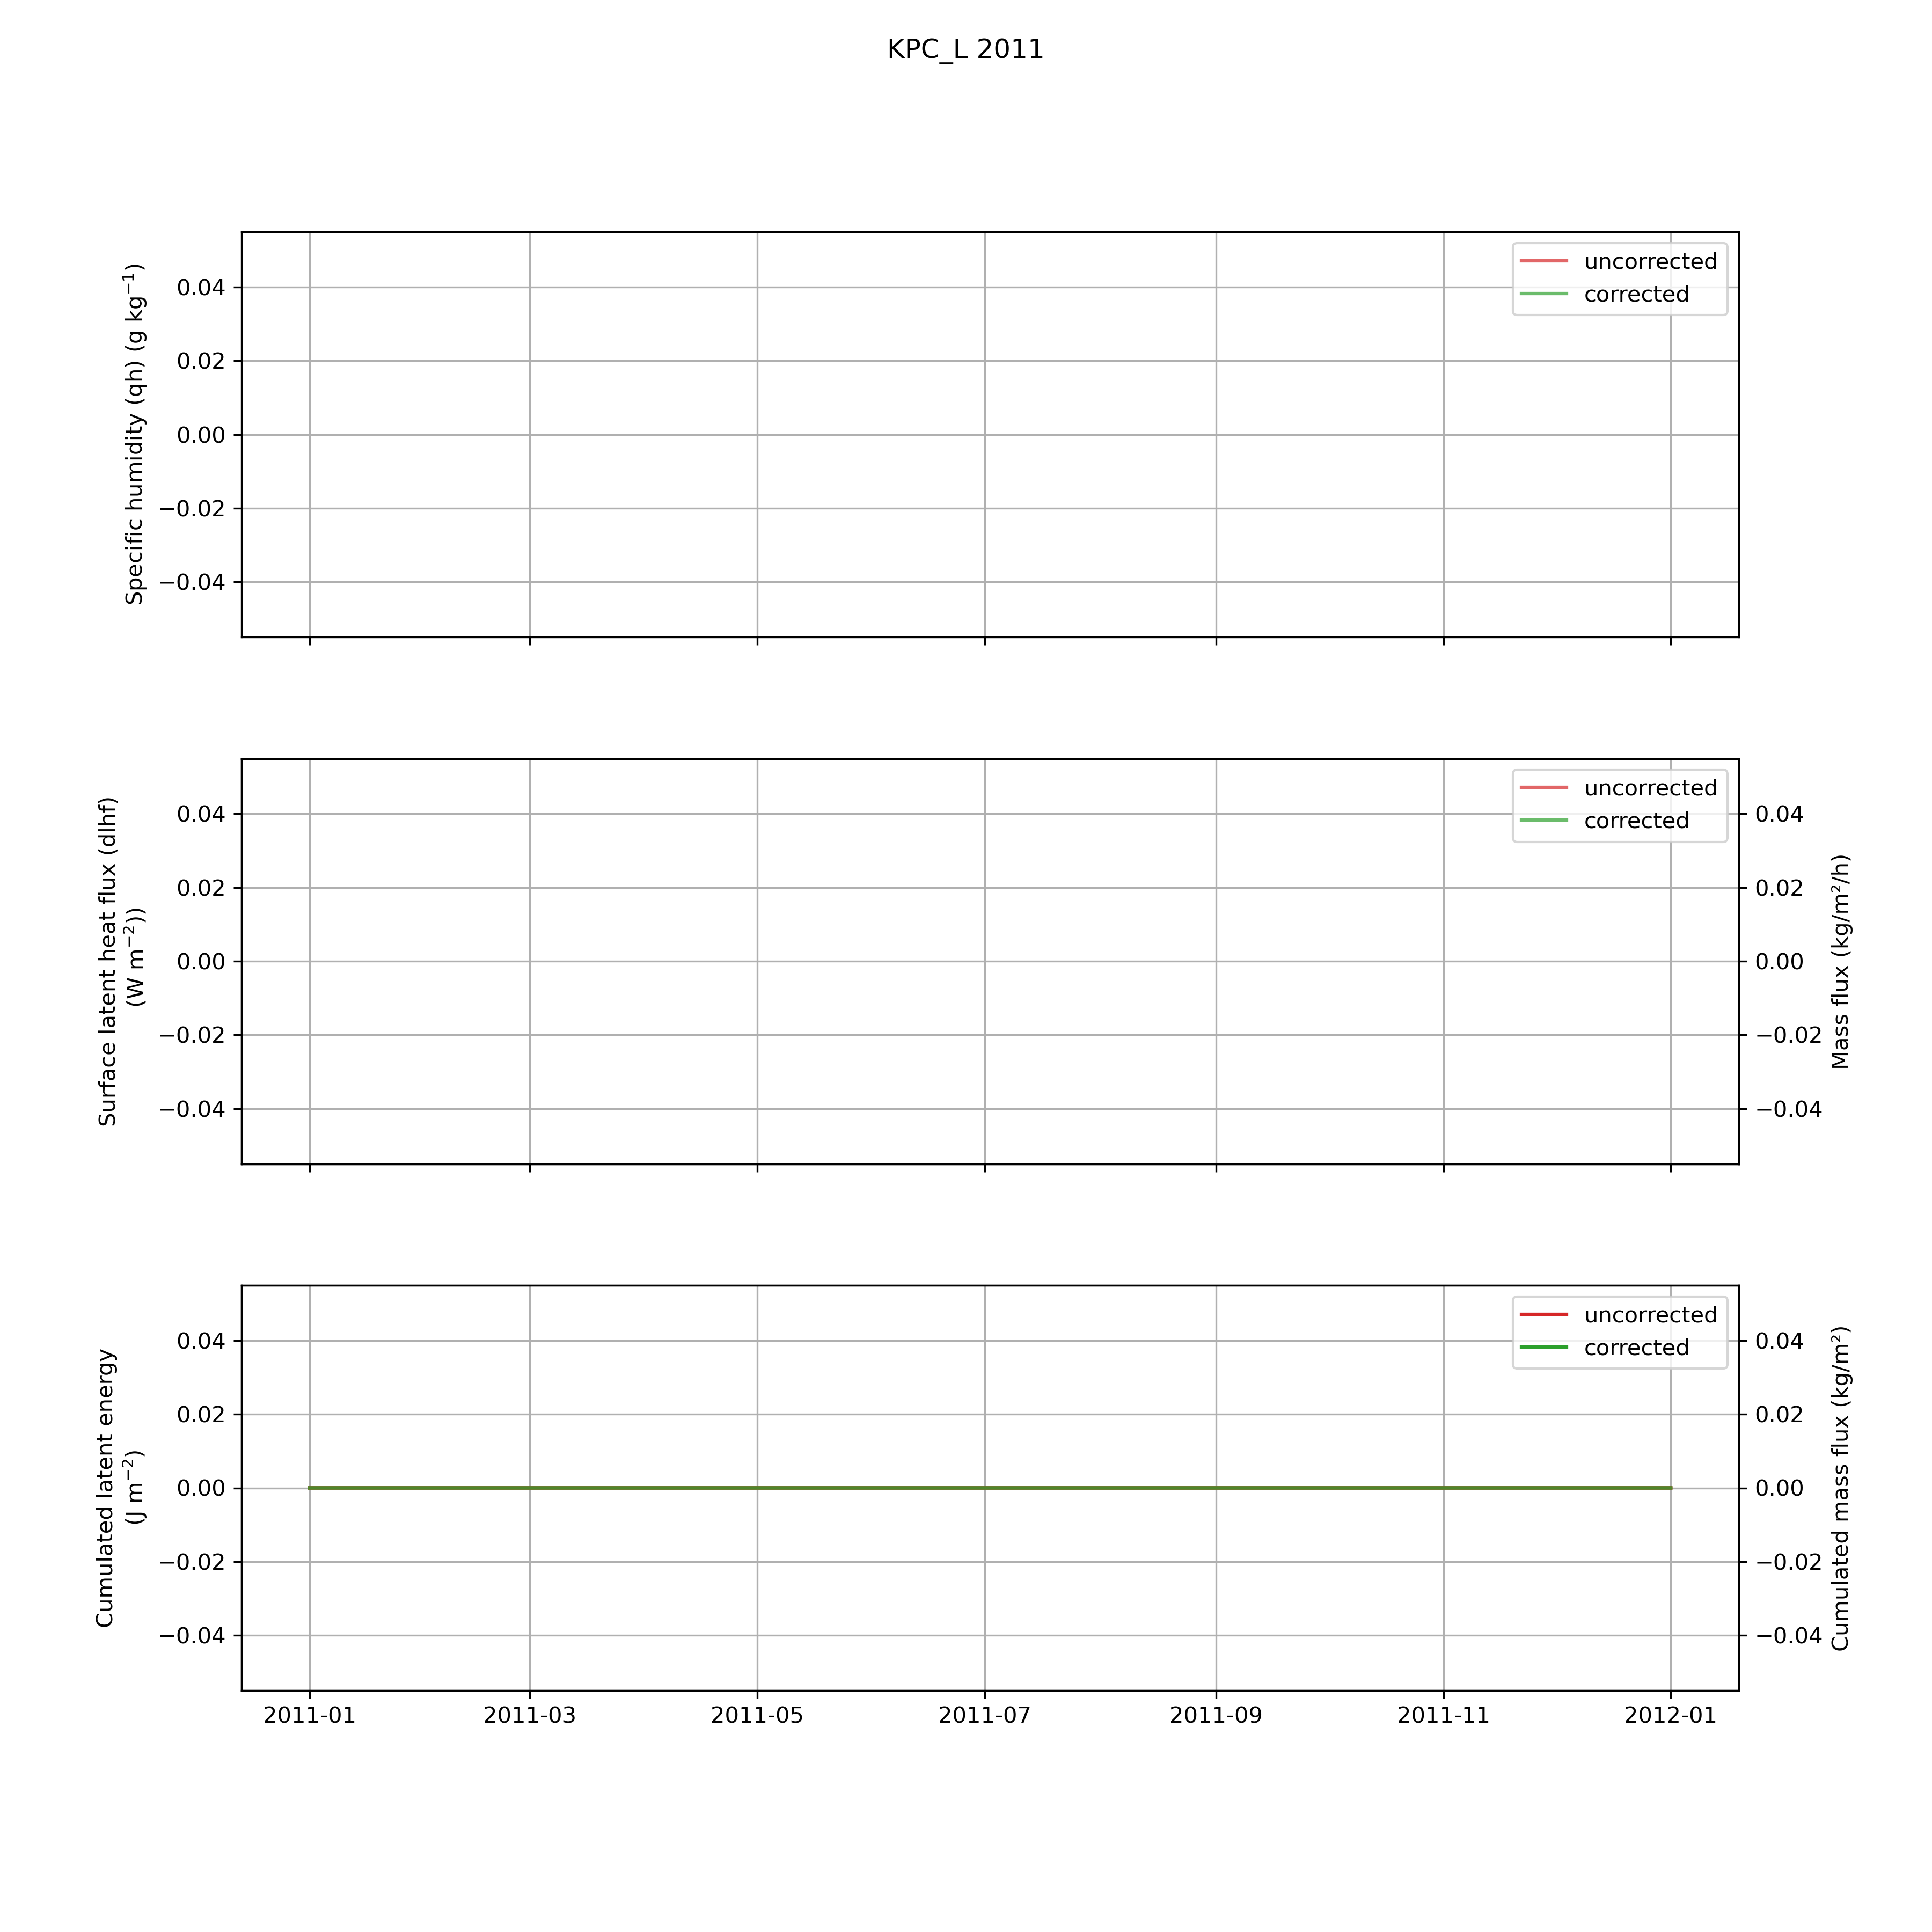 KPC_L 2011
Specific humidity (qh) (g kg⁻¹)
0.04
0.02
0.00
−0.02
−0.04
uncorrected
corrected
Surface latent heat flux (dlhf)
(W m⁻²))
0.04
0.02
0.00
−0.02
−0.04
uncorrected
corrected
0.04
0.02
0.00
−0.02
−0.04
Mass flux (kg/m²/h)
Cumulated latent energy
(J m⁻²)
0.04
0.02
0.00
−0.02
−0.04
uncorrected
corrected
0.04
0.02
0.00
−0.02
−0.04
Cumulated mass flux (kg/m²)
2011-01 2011-03 2011-05 2011-07 2011-09 2011-11 2012-01